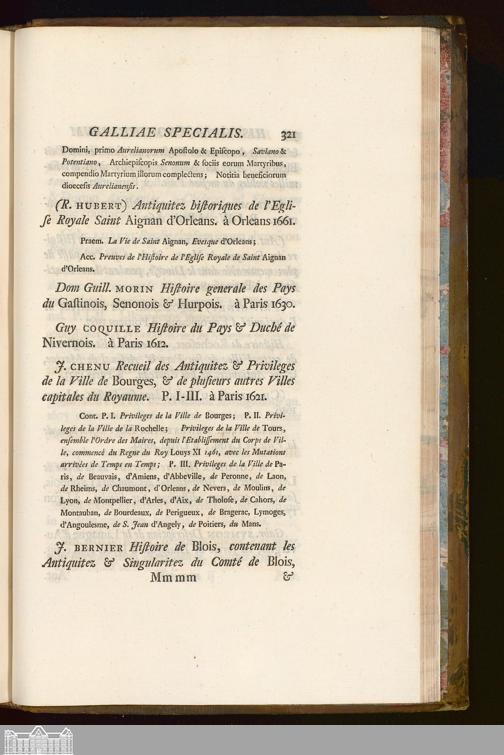 GALLIAE SPECIALIS. 321
Domini, primo Aurelianorum Apoſtolo & Epiſcopo, Saviano &
Potentiano, Archiepiſcopis Senonum & ſociis eorum Martyribus,
compendio Martyrium illorum complectens; Notitia beneficiorum
dioeceſis Aurelianenſis.
(R. HUBERT) Antiquitez hiſtoriques de l'Egli-
ſe Royale Saint Aignan d'Orleans. à Orleans 1661.
Praem. La Vie de Saint Aignan, Eveſque d'Orleans;
Acc. Preuves de l'Hiſtoire de l'Egliſe Royale de Saint Aignan
d'Orleans.
Dom Guill. MORIN Hiſtoire generale des Pays
du Gaſtinois, Senonois & Hurpois. à Paris 1630.
Guy COQUILLE Hiſtoire du Pays & Duché de
Nivernois. à Paris 1612.
J. CHENU Recueil des Antiquitez & Privileges
de la Ville de Bourges, & de pluſieurs autres Villes
capitales du Royaume. P. I-III. à Paris 1621.
Cont. P. I. Privileges de la Ville de Bourges; P. II. Privi-
leges de la Ville de la Rochelle; Privileges de la Ville de Tours,
enſemble l'Ordre des Maires, depuis l'Etabliſſement du Corps de Vil-
le, commencé du Regne du Roy Louys XI 1461, avec les Mutations
arrivées de Temps en Temps; P. III. Privileges de la Ville de Pa-
ris, de Beauvais, d'Amiens, d'Abbeville, de Peronne, de Laon,
de Rheims, de Chaumont, d'Orleans, de Nevers, de Moulins, de
Lyon, de Montpellier, d'Arles, d'Aix, de Tholoſe, de Cahors, de
Montauban, de Bourdeaux, de Perigueux, de Brageracc, Lymoges,
d'Angouleſme, de S. Jean d'Angely, de Poitiers, du Mans.
J. BERNIER Hiſtoire de Blois, contenant les
Antiquitez & Singularitez du Comté de Blois,
Mm mm &